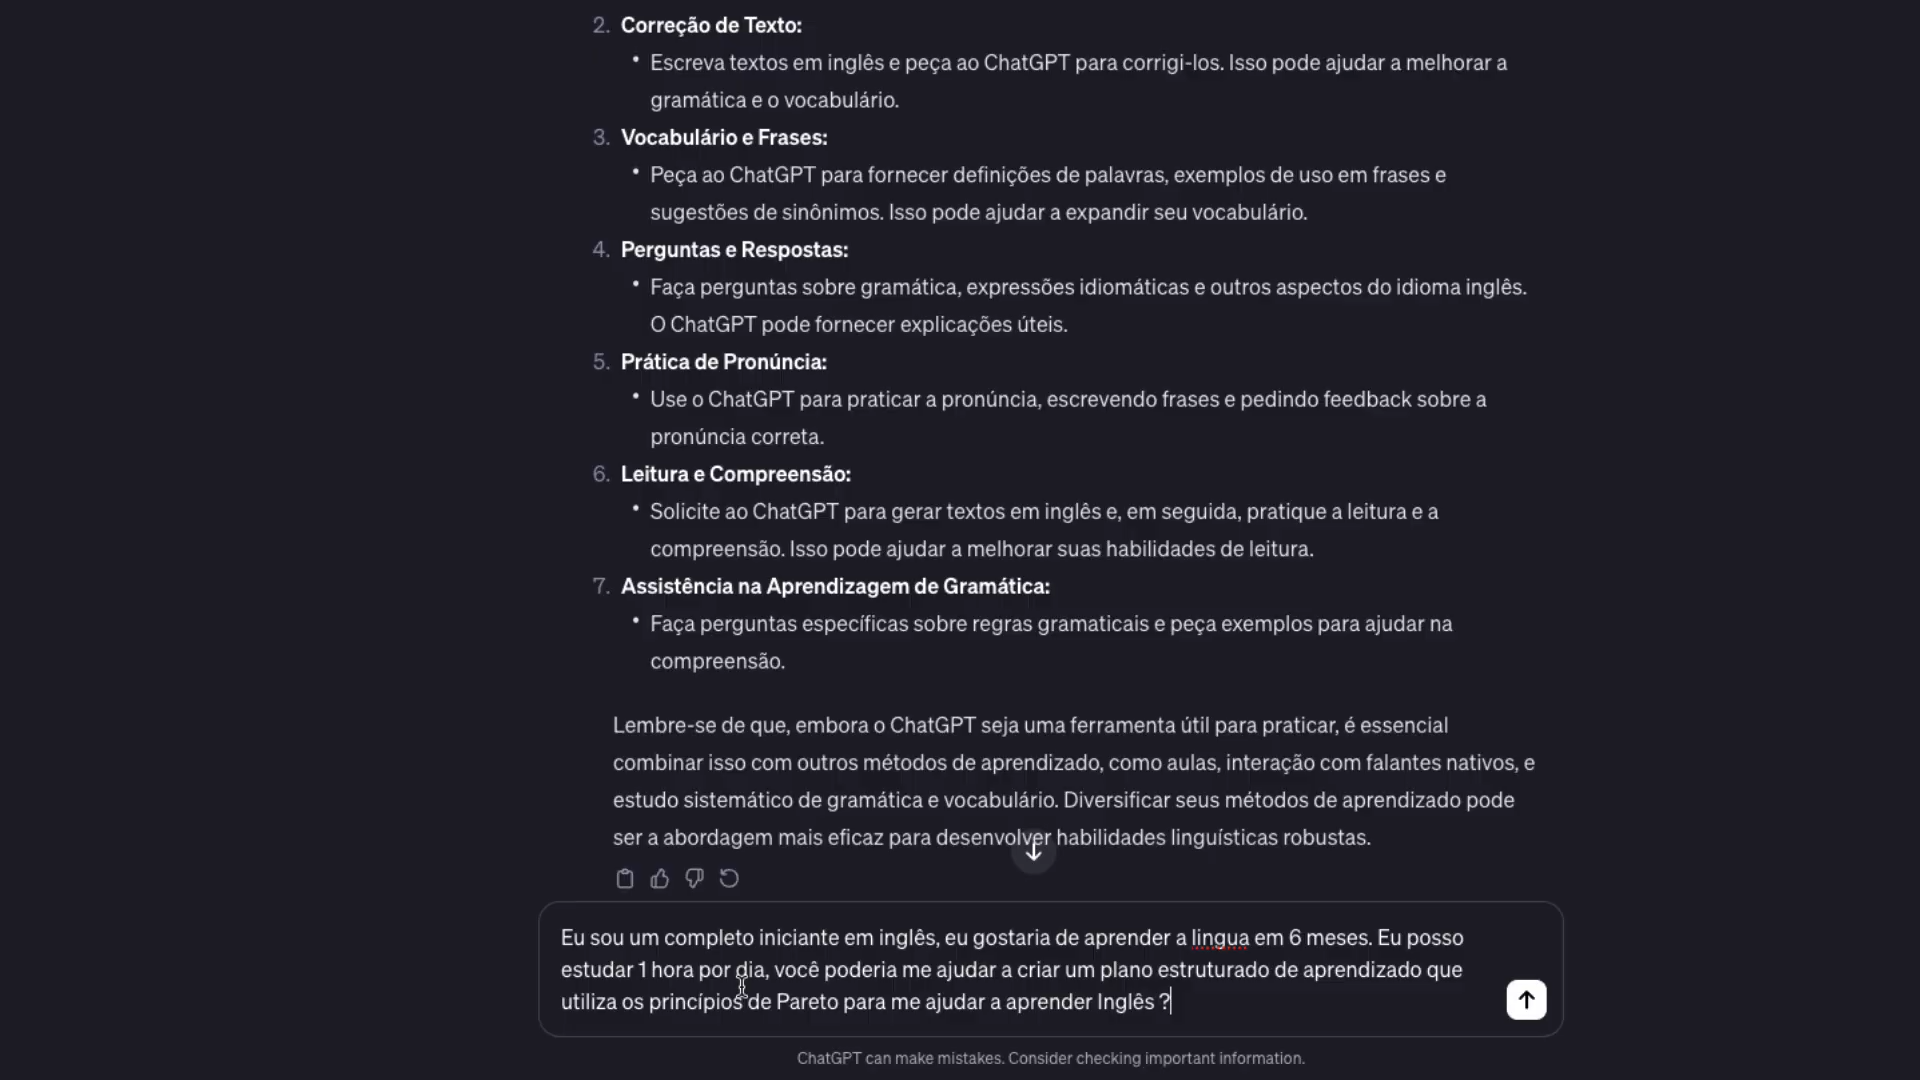 2. Correção de Texto:
• Escreva textos em inglês e peça ao ChatGPT para corrigi-los. Isso pode ajudar a melhorar a
gramática e o vocabulário.
3. Vocabulário e Frases:
• Peça ao ChatGPT para fornecer definições de palavras, exemplos de uso em frases e
sugestões de sinônimos. Isso pode ajudar a expandir seu vocabulário.
4. Perguntas e Respostas:
• Faça perguntas sobre gramática, expressões idiomáticas e outros aspectos do idioma inglês.
O ChatGPT pode fornecer explicações úteis.
5. Prática de Pronúncia:
• Use o ChatGPT para praticar a pronúncia, escrevendo frases e pedindo feedback sobre a
pronúncia correta.
6. Leitura e Compreensão:
• Solicite ao ChatGPT para gerar textos em inglês e, em seguida, pratique a leitura e a
compreensão. Isso pode ajudar a melhorar suas habilidades de leitura.
7. Assistência na Aprendizagem de Gramática:
• Faça perguntas específicas sobre regras gramaticais e peça exemplos para ajudar na
compreensão.
Lembre-se de que, embora o ChatGPT seja uma ferramenta útil para praticar, é essencial
combinar isso com outros métodos de aprendizado, como aulas, interação com falantes nativos, e
estudo sistemático de gramática e vocabulário. Diversificar seus métodos de aprendizado pode
ser a abordagem mais eficaz para desenvolver habilidades linguísticas robustas.
Eu sou um completo iniciante em inglês, eu gostaria de aprender a lingua em 6 meses. Eu posso
estudar 1 hora por dia, você poderia me ajudar a criar um plano estruturado de aprendizado que
utiliza os princípios de Pareto para me ajudar a aprender Inglês ?
ChatGPT can make mistakes. Consider checking important information.